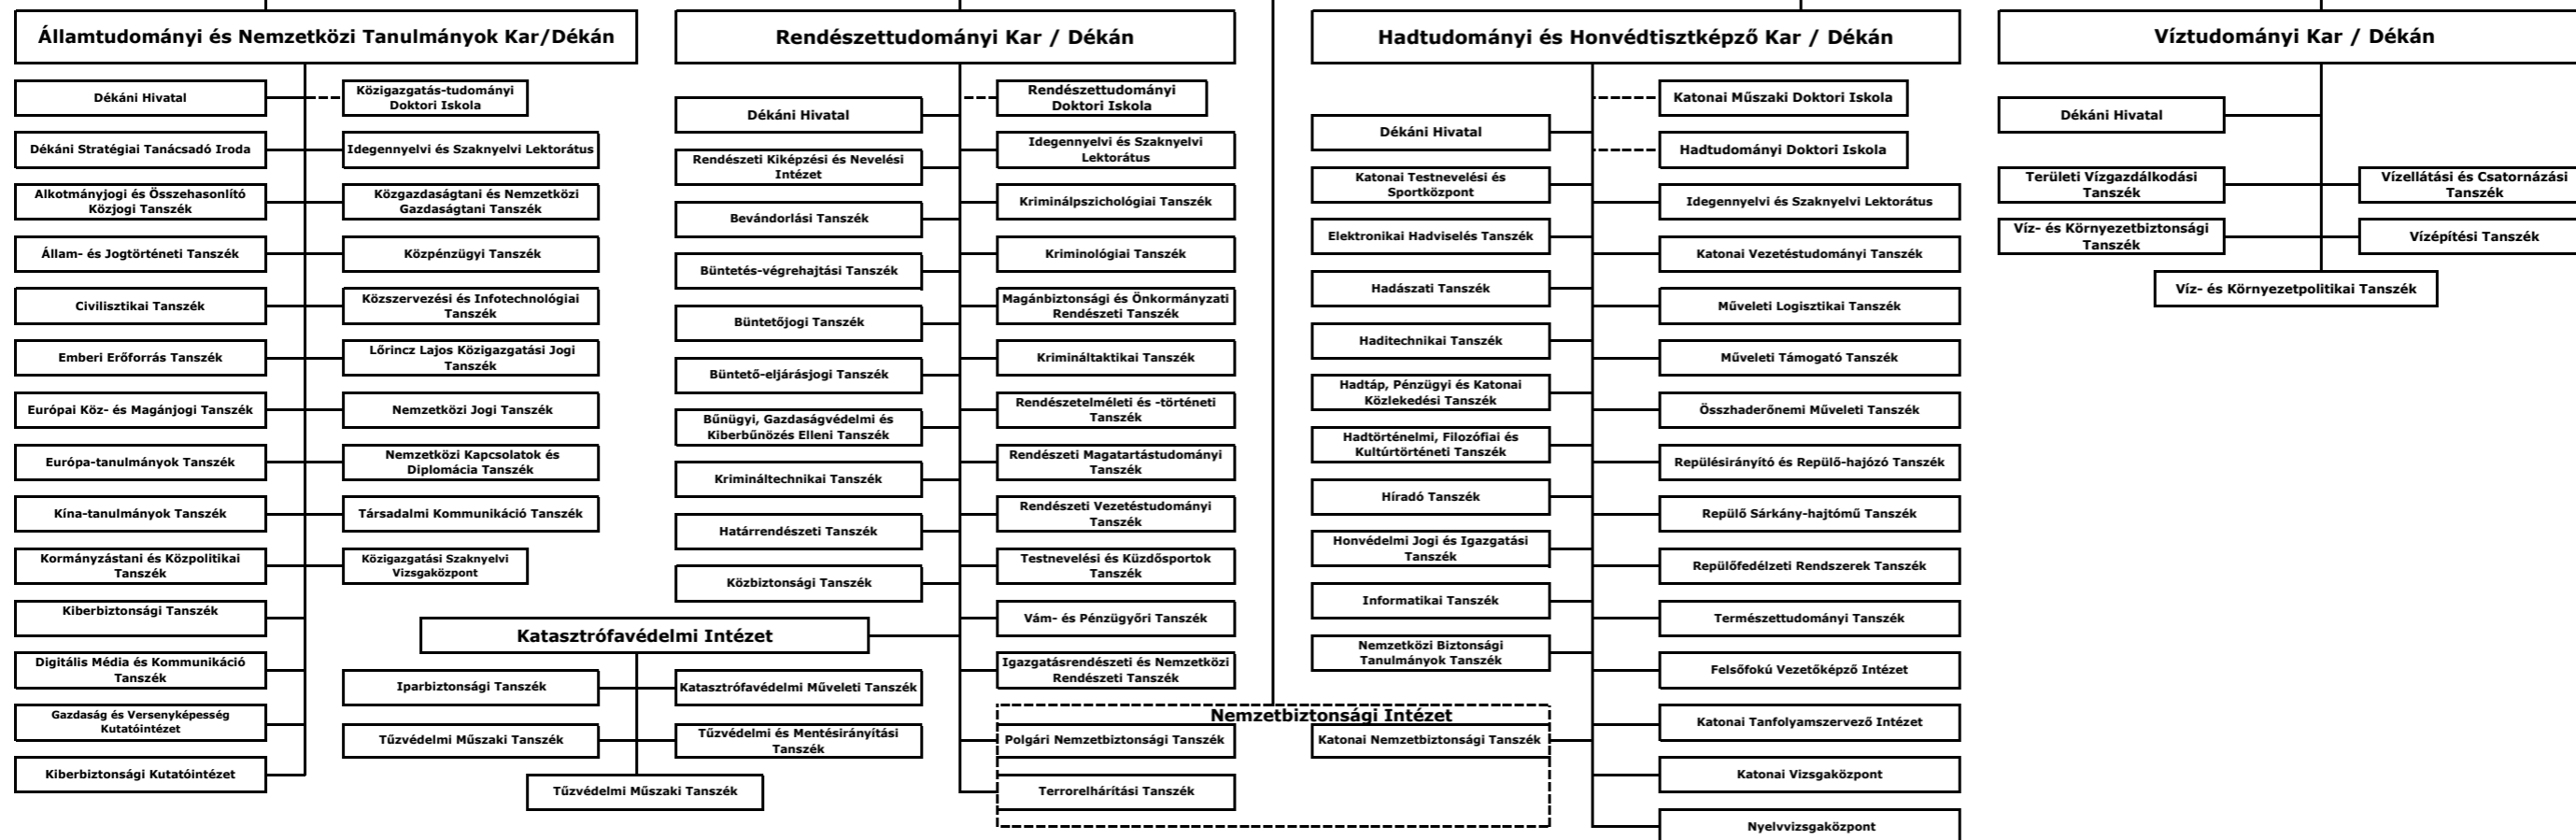 Államtudományi és Nemzetközi Tanulmányok Kar/Dékán
Dékáni Hivatal
Közigazgatás-tudományi
Doktori Iskola
Dékáni Stratégiai Tanácsadó Iroda
Idegennyelvi és Szaknyelvi Lektorátus
Alkotmányjogi és Összehasonlító
Közjogi Tanszék
Közgazdaságtani és Nemzetközi
Gazdaságtani Tanszék
Állam- és Jogtörténeti Tanszék
Közpénzügyi Tanszék
Civilisztikai Tanszék
Közszervezési és Infotechnológiai
Tanszék
Emberi Erőforrás Tanszék
Lőrincz Lajos Közigazgatási Jogi
Tanszék
Európai Köz- és Magánjogi Tanszék
Nemzetközi Jogi Tanszék
Európa-tanulmányok Tanszék
Nemzetközi Kapcsolatok és
Diplomácia Tanszék
Kína-tanulmányok Tanszék
Társadalmi Kommunikáció Tanszék
Kormányzástani és Közpolitikai
Tanszék
Közigazgatási Szaknyelvi
Vizsgaközpont
Kiberbiztonsági Tanszék
Digitális Média és Kommunikáció
Tanszék
Gazdaság és Versenyképesség
Kutatóintézet
Kiberbiztonsági Kutatóintézet
Rendészettudományi Kar / Dékán
Dékáni Hivatal
Rendészettudományi
Doktori Iskola
Rendészeti Kiképzési és Nevelési
Intézet
Idegennyelvi és Szaknyelvi
Lektorátus
Bevándorlási Tanszék
Kriminálpszichológiai Tanszék
Büntetés-végrehajtási Tanszék
Kriminológiai Tanszék
Büntetőjogi Tanszék
Magánbiztonsági és Önkormányzati
Rendészeti Tanszék
Büntető-eljárásjogi Tanszék
Krimináltaktikai Tanszék
Bűnügyi, Gazdaságvédelmi és
Kiberbűnözés Elleni Tanszék
Rendészetelméleti és -történeti
Tanszék
Krimináltechnikai Tanszék
Rendészeti Magatartástudományi
Tanszék
Határrendészeti Tanszék
Rendészeti Vezetéstudományi
Tanszék
Közbiztonsági Tanszék
Testnevelési és Küzdősportok
Tanszék
Vám- és Pénzügyőri Tanszék
Igazgatásrendészeti és Nemzetközi
Rendészeti Tanszék
Katasztrófavédelmi Intézet
Iparbiztonsági Tanszék
Katasztrófavédelmi Műveleti Tanszék
Tűzvédelmi Műszaki Tanszék
Tűzvédelmi és Mentésirányítási
Tanszék
Tűzvédelmi Műszaki Tanszék
Nemzetbiztonsági Intézet
Polgári Nemzetbiztonsági Tanszék
Katonai Nemzetbiztonsági Tanszék
Terrorelhárítási Tanszék
Hadtudományi és Honvédtisztképző Kar / Dékán
Katonai Műszaki Doktori Iskola
Dékáni Hivatal
Hadtudományi Doktori Iskola
Katonai Testnevelési és
Sportközpont
Idegennyelvi és Szaknyelvi Lektorátus
Elektronikai Hadviselés Tanszék
Katonai Vezetéstudományi Tanszék
Hadászati Tanszék
Műveleti Logisztikai Tanszék
Haditechnikai Tanszék
Műveleti Támogató Tanszék
Hadtáp, Pénzügyi és Katonai
Közlekedési Tanszék
Összhaderőnemi Műveleti Tanszék
Hadtörténelmi, Filozófiai és
Kultúrtörténeti Tanszék
Repülésirányító és Repülő-hajózó Tanszék
Híradó Tanszék
Repülő Sárkány-hajtómű Tanszék
Honvédelmi Jogi és Igazgatási
Tanszék
Repülőfedélzeti Rendszerek Tanszék
Informatikai Tanszék
Természettudományi Tanszék
Nemzetközi Biztonsági
Tanulmányok Tanszék
Felsőfokú Vezetőképző Intézet
Katonai Tanfolyamszervező Intézet
Katonai Vizsgaközpont
Nyelvvizsgaközpont
Víztudományi Kar / Dékán
Dékáni Hivatal
Területi Vízgazdálkodási
Tanszék
Vízellátási és Csatornázási
Tanszék
Víz- és Környezetbiztonsági
Tanszék
Vízépítési Tanszék
Víz- és Környezetpolitikai Tanszék